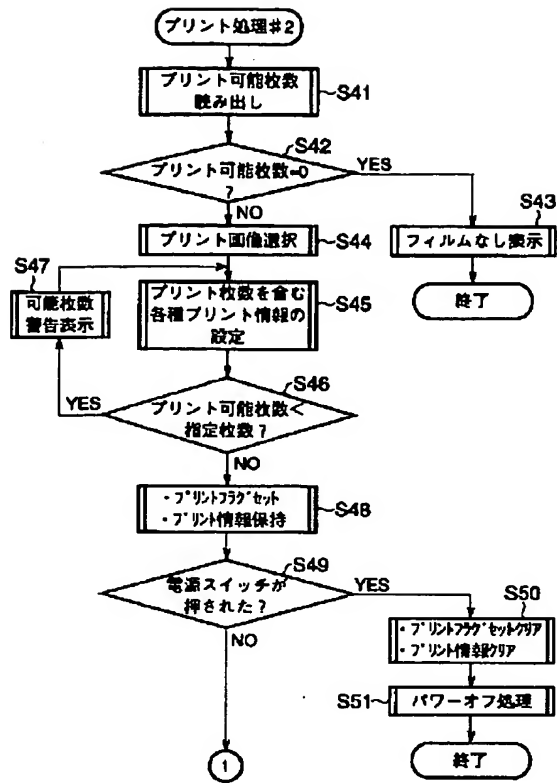 プリント処理#2
プリント可能枚数
読み出し
S41
S42
プリント可能枚数=0
?
YES
NO
S43
フィルムなし表示
終了
プリント画像選択
S44
S47
可能枚数
警告表示
プリント枚数を含む
各種プリント情報の
設定
S45
S46
プリント可能枚数<
指定枚数?
YES
NO
・プリントフラグセット
・プリント情報保持
S48
S49
電源スイッチが
押された?
YES
NO
S50
・プリントフラグセットクリア
・プリント情報クリア
S51
パワーオフ処理
終了
1